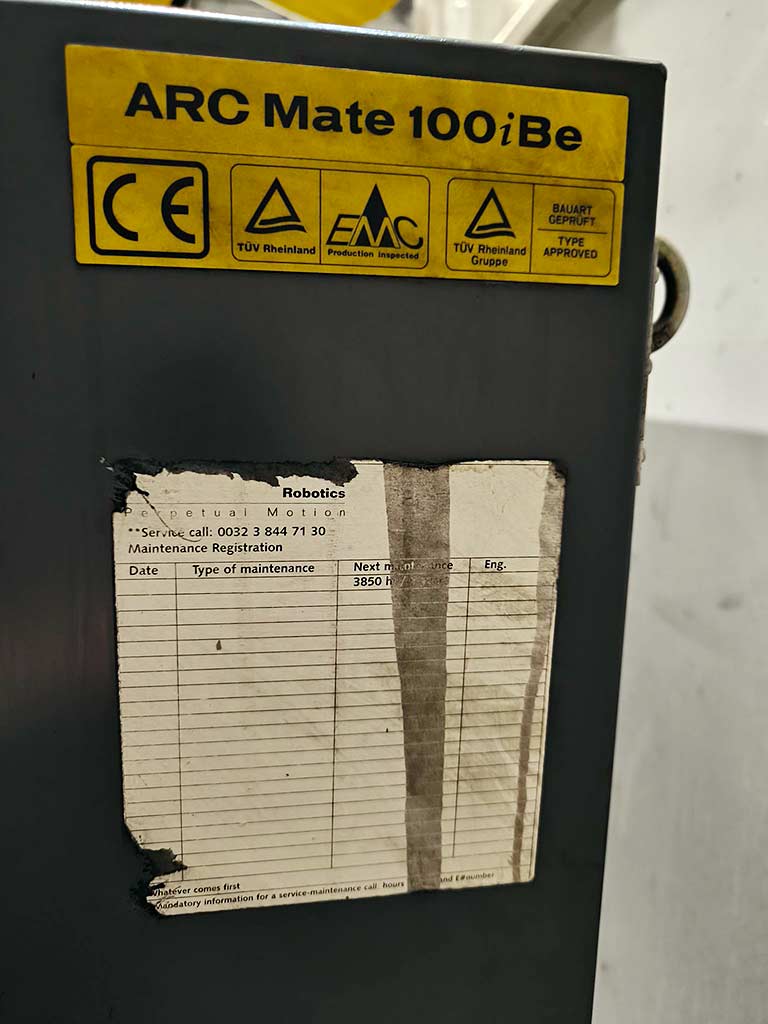 ARC Mate 100iBe
CE
TÜV Rheinland
EMC
Production inspected
TÜV Rheinland
Gruppe
BAUART
GEPRÜFT
TYPE
APPROVED
Robotics
Perpetual Motion
**Service call: 0032 3 844 71 30
Maintenance Registration
Date Type of maintenance Next maintenance Eng.
3850 h
Whatever comes first
Mandatory information for a service-maintenance call: hours and E#number